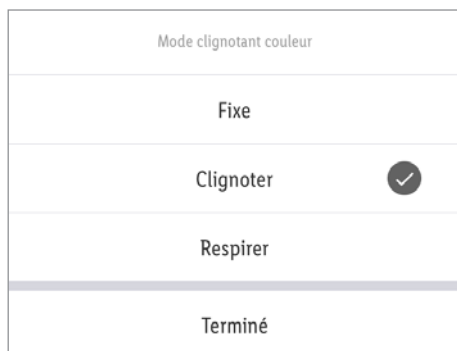 Mode clignotant couleur
Fixe
Clignoter
Respirer
Terminé